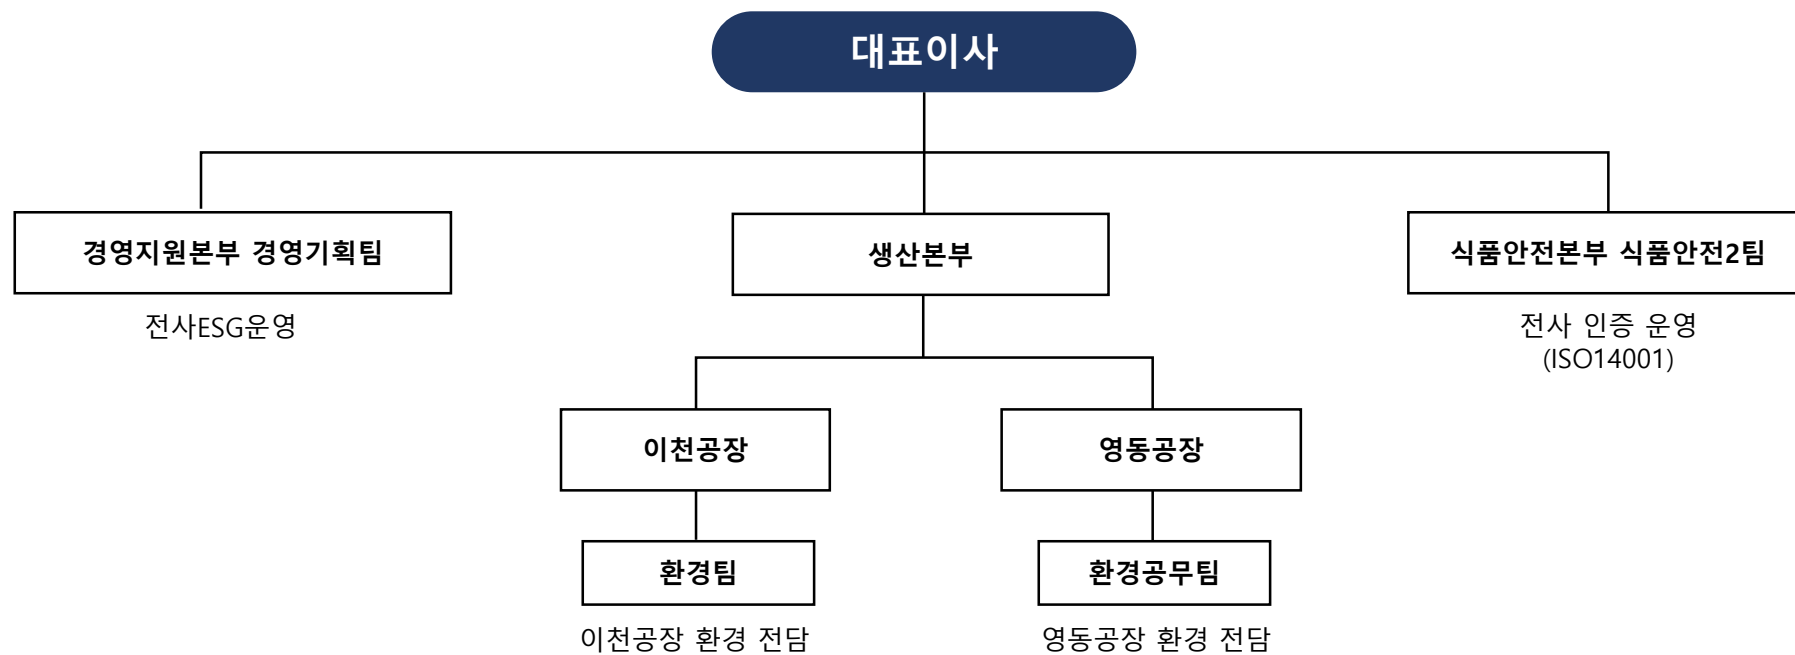 대표이사
경영지원본부 경영기획팀
생산본부
식품안전본부 식품안전2팀
전사ESG운영
전사 인증 운영
(ISO14001)
이천공장
영동공장
환경팀
환경공무팀
이천공장 환경 전담
영동공장 환경 전담